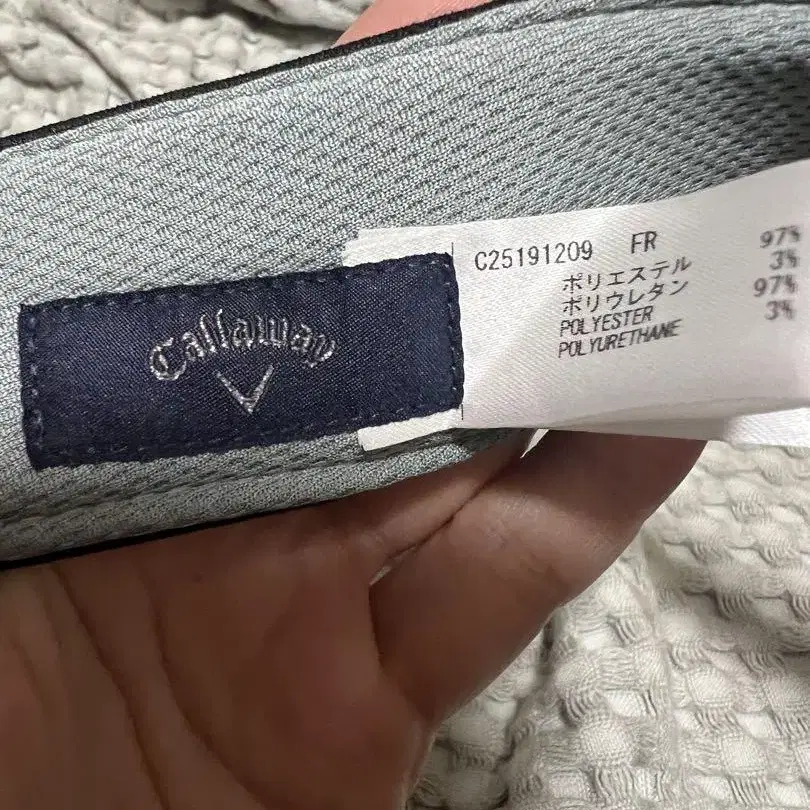 Callaway
C25191209 FR
ポリエステル 97%
ポリウレタン 3%
POLYESTER 97%
POLYURETHANE 3%